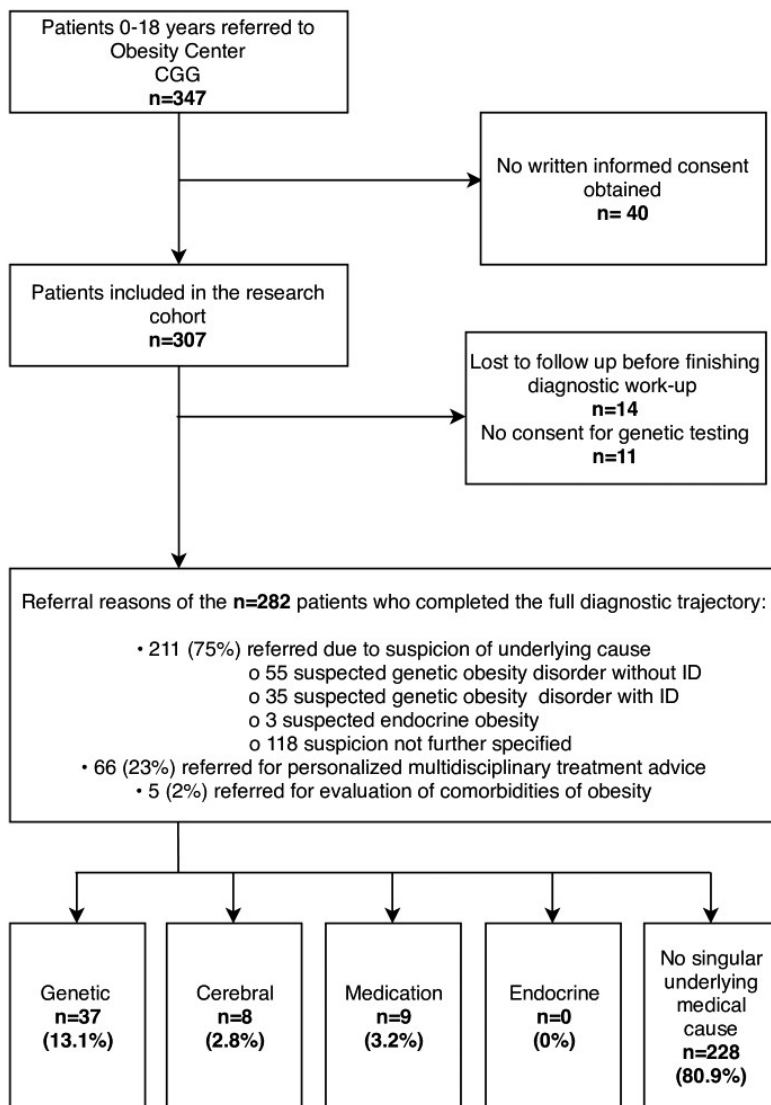 Patients 0-18 years referred to
Obesity Center
CGG
n=347
No written informed consent
obtained
n= 40
Patients included in the research
cohort
n=307
Lost to follow up before finishing
diagnostic work-up
n=14
No consent for genetic testing
n=11
Referral reasons of the n=282 patients who completed the full diagnostic trajectory:
• 211 (75%) referred due to suspicion of underlying cause
o 55 suspected genetic obesity disorder without ID
o 35 suspected genetic obesity disorder with ID
o 3 suspected endocrine obesity
o 118 suspicion not further specified
• 66 (23%) referred for personalized multidisciplinary treatment advice
• 5 (2%) referred for evaluation of comorbidities of obesity
Genetic
n=37
(13.1%)
Cerebral
n=8
(2.8%)
Medication
n=9
(3.2%)
Endocrine
n=0
(0%)
No singular
underlying
medical
cause
n=228
(80.9%)